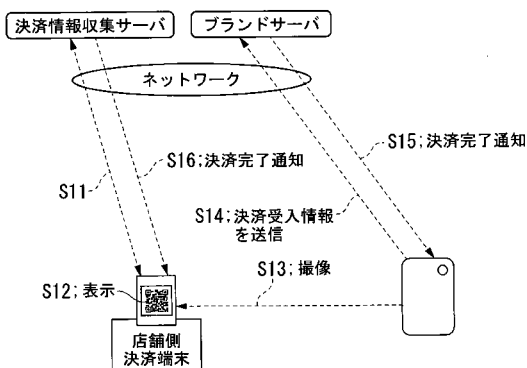 決済情報収集サーバ
ブランドサーバ
ネットワーク
S15;決済完了通知
S16;決済完了通知
S11
S14;決済受入情報
を送信
S13;撮像
S12;表示
店舗側
決済端末